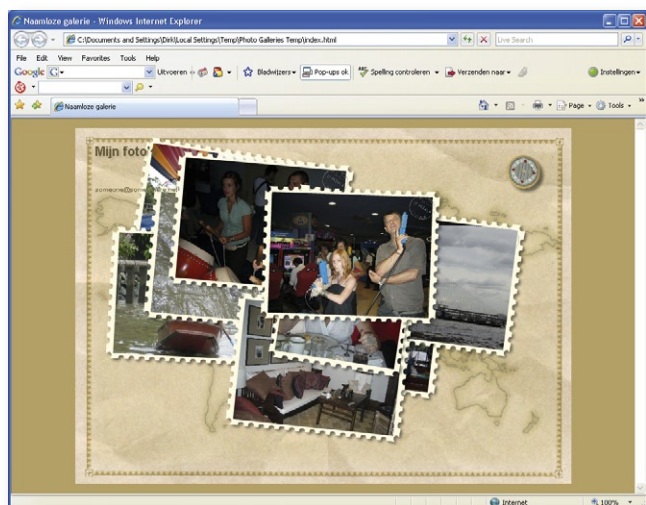 Naamloze galerie - Windows Internet Explorer
C:\Documents and Settings\Dirk\Local Settings\Temp\Photo Galleries Temp\index.html
Live Search
File Edit View Favorites Tools Help
Google G Uitvoeren Bladwijzers Pop-ups ok Spelling controleren Verzenden naar Instellingen
Naamloze galerie Page Tools »
Mijn foto's
Internet 100%